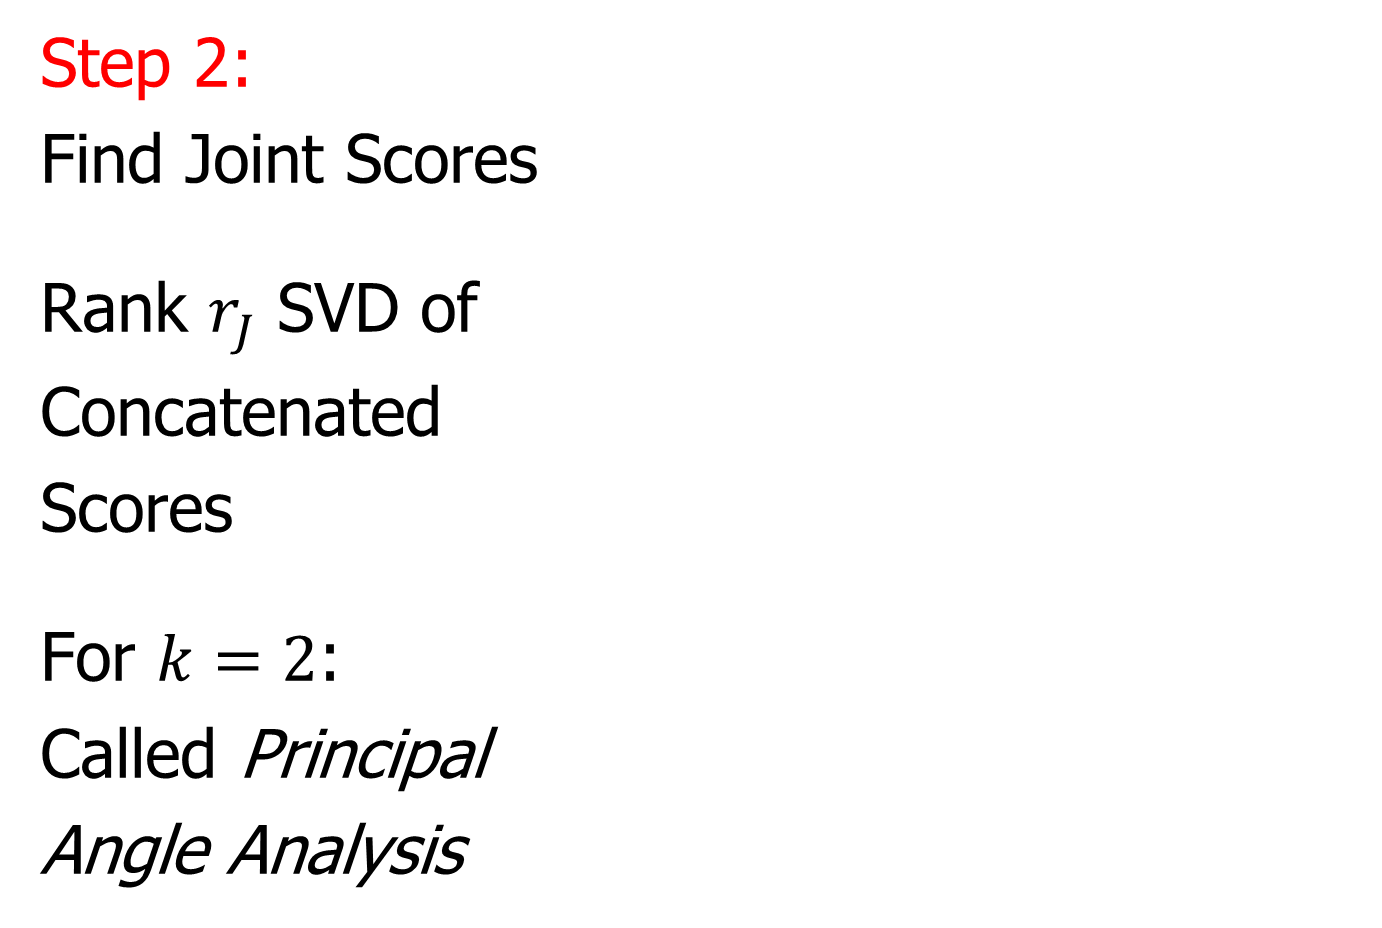 Step 2:
Find Joint Scores
Rank $r_J$ SVD of
Concatenated
Scores
For $k = 2$:
Called Principal
Angle Analysis